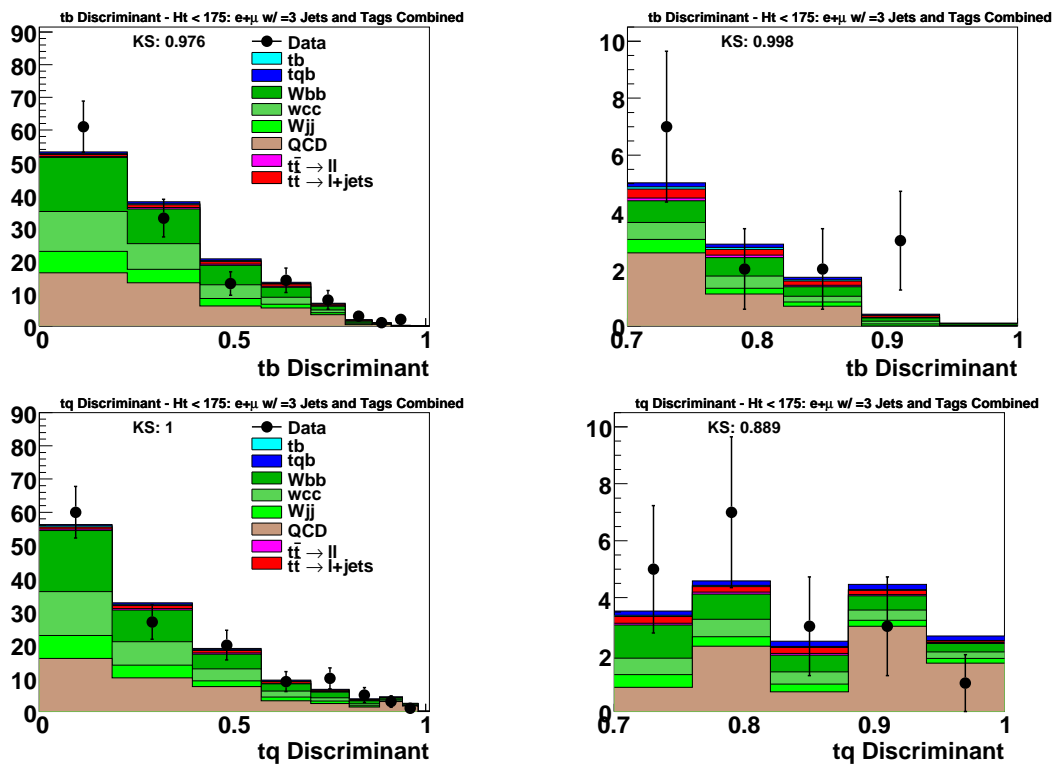 tb Discriminant - Ht < 175: e+μ w/ =3 Jets and Tags Combined
KS: 0.976
90
80
70
60
50
40
30
20
10
0
0 0.5 1
tb Discriminant
Data
tb
tqb
Wbb
wcc
Wjj
QCD
tt̄ → ll
tt̄ → l+jets
tb Discriminant - Ht < 175: e+μ w/ =3 Jets and Tags Combined
KS: 0.998
10
8
6
4
2
0
0.7 0.8 0.9 1
tb Discriminant
tq Discriminant - Ht < 175: e+μ w/ =3 Jets and Tags Combined
KS: 1
90
80
70
60
50
40
30
20
10
0
0 0.5 1
tq Discriminant
Data
tb
tqb
Wbb
wcc
Wjj
QCD
tt̄ → ll
tt̄ → l+jets
tq Discriminant - Ht < 175: e+μ w/ =3 Jets and Tags Combined
KS: 0.889
10
8
6
4
2
0
0.7 0.8 0.9 1
tq Discriminant